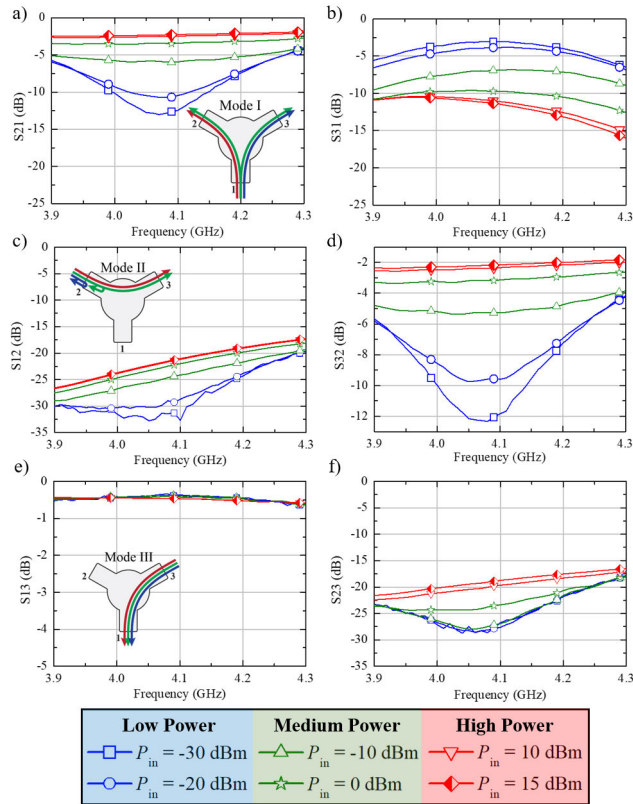 a)
0
-5
-10
-15
-20
-25
S21 (dB)
3.9 4.0 4.1 4.2 4.3
Frequency (GHz)
Mode I
2 3
1
b)
5
0
-5
-10
-15
-20
-25
S31 (dB)
3.9 4.0 4.1 4.2 4.3
Frequency (GHz)
c)
0
-5
-10
-15
-20
-25
-30
-35
S12 (dB)
3.9 4.0 4.1 4.2 4.3
Frequency (GHz)
Mode II
2 3
1
d)
-2
-4
-6
-8
-10
-12
S32 (dB)
3.9 4.0 4.1 4.2 4.3
Frequency (GHz)
e)
0
-1
-2
-3
-4
-5
S13 (dB)
3.9 4.0 4.1 4.2 4.3
Frequency (GHz)
Mode III
2 3
1
f)
0
-5
-10
-15
-20
-25
-30
-35
S23 (dB)
3.9 4.0 4.1 4.2 4.3
Frequency (GHz)
Low Power Medium Power High Power
Pin = -30 dBm Pin = -10 dBm Pin = 10 dBm
Pin = -20 dBm Pin = 0 dBm Pin = 15 dBm